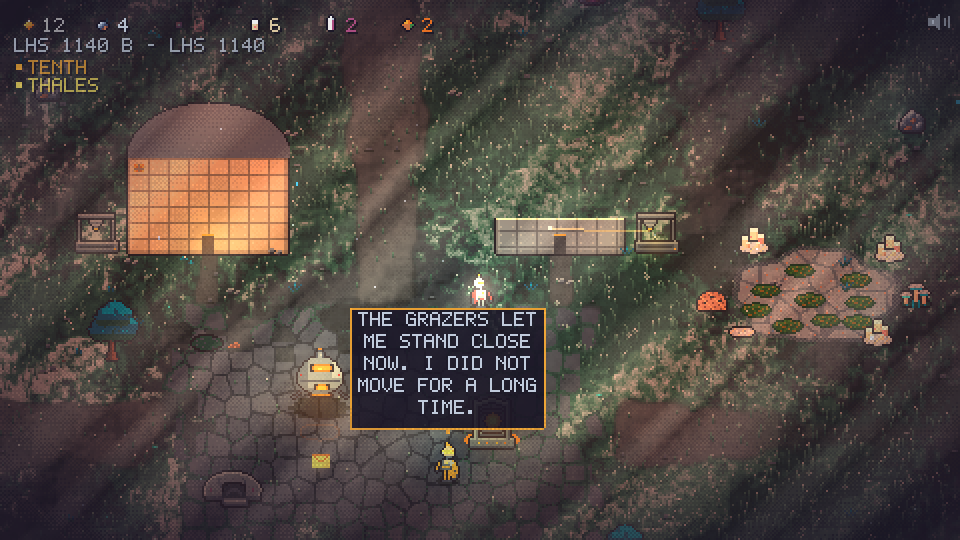 12 4 6 2 2
LHS 1140 B - LHS 1140
TENTH
THALES
THE GRAZERS LET
ME STAND CLOSE
NOW. I DID NOT
MOVE FOR A LONG
TIME.